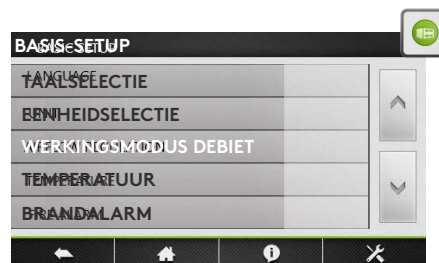 BASIS-SETUP
TAALSELECTIE
EENHEIDSELECTIE
WERKINGSMODUS DEBIET
TEMPERATUUR
BRANDALARM